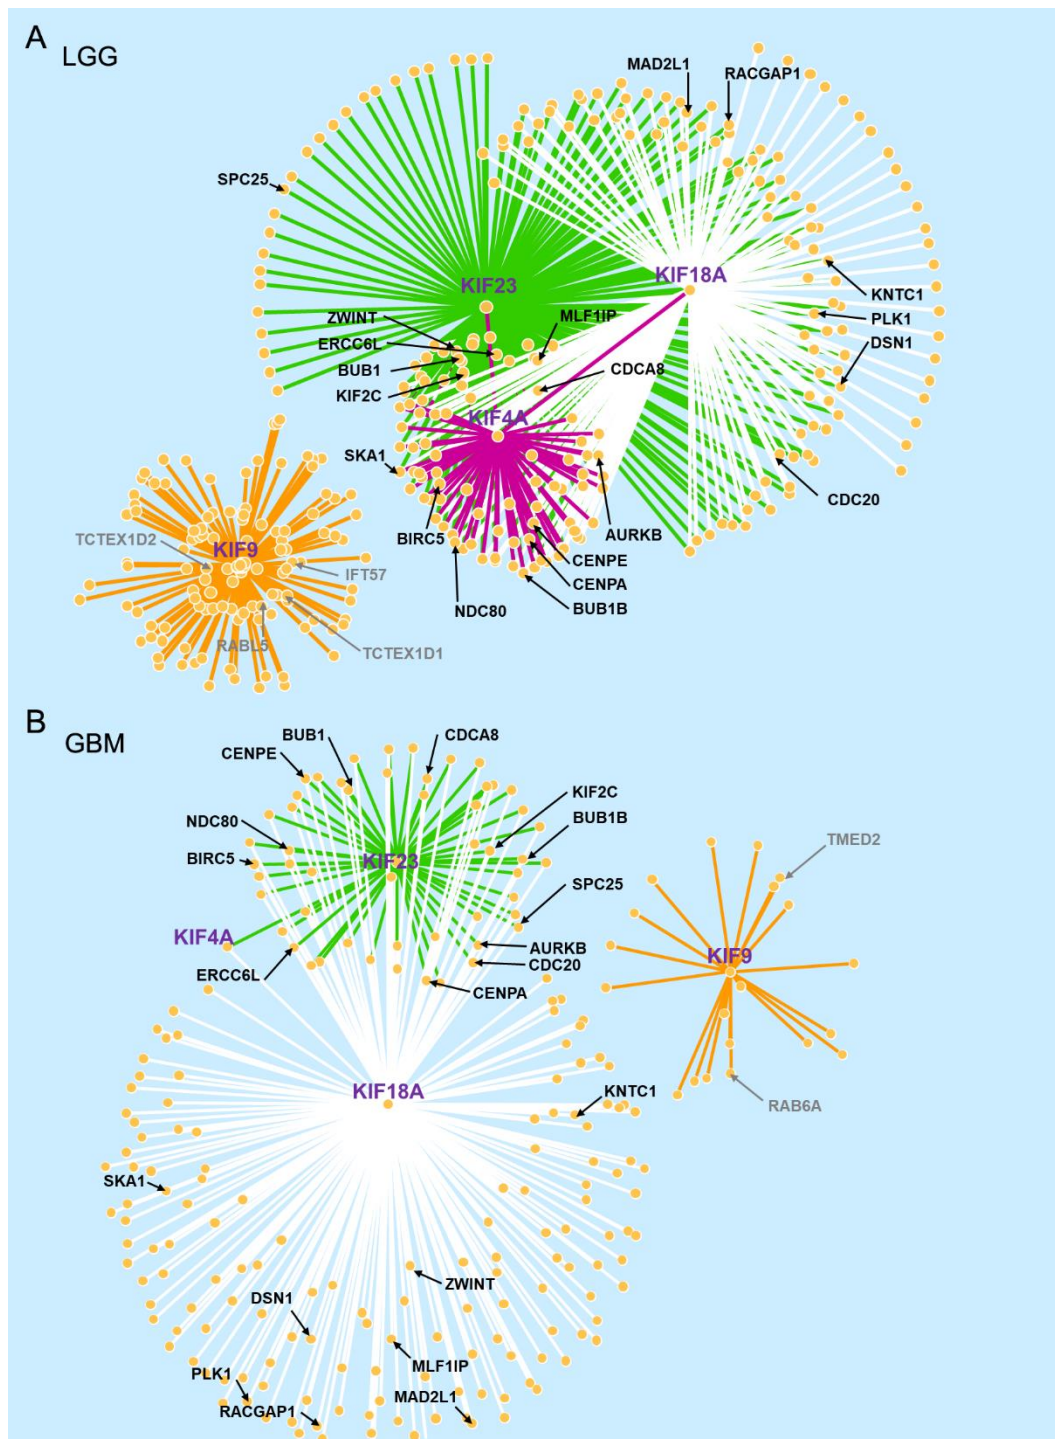 A
LGG
MAD2L1
RACGAP1
SPC25
KIF23
KIF18A
KNTC1
ZWINT
MLF1IP
PLK1
ERCC6L
DSN1
BUB1
CDCA8
KIF2C
KIF4A
SKA1
CDC20
BIRC5
AURKB
TCTEX1D2
KIF9
CENPE
IFT57
CENPA
NDC80
BUB1B
RABL5
TCTEX1D1
B
GBM
BUB1
CDCA8
CENPE
KIF2C
NDC80
BUB1B
BIRC5
KIF23
TMED2
SPC25
KIF4A
AURKB
KIF9
CDC20
ERCC6L
CENPA
KIF18A
KNTC1
RAB6A
SKA1
ZWINT
DSN1
MLF1IP
PLK1
MAD2L1
RACGAP1